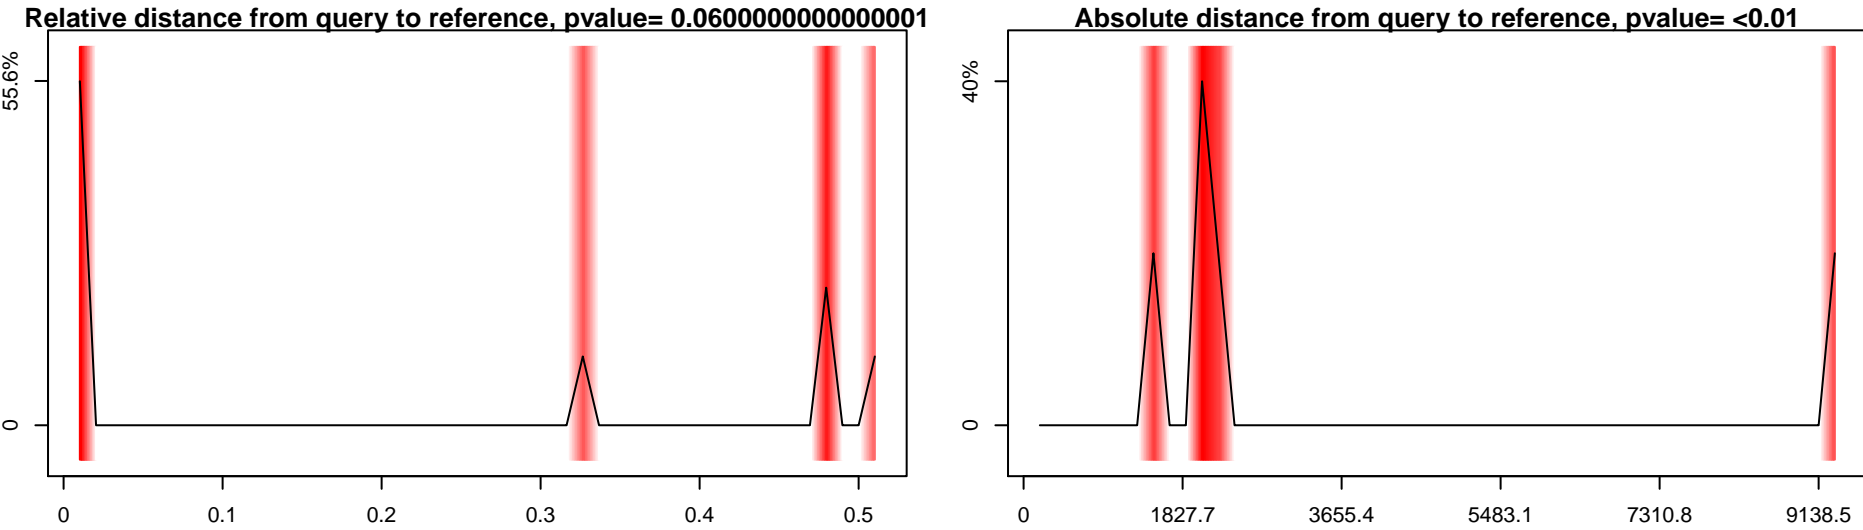 Relative distance from query to reference, pvalue= 0.0600000000000001
55.6%
0
0 0.1 0.2 0.3 0.4 0.5
Absolute distance from query to reference, pvalue= <0.01
40%
0
0 1827.7 3655.4 5483.1 7310.8 9138.5